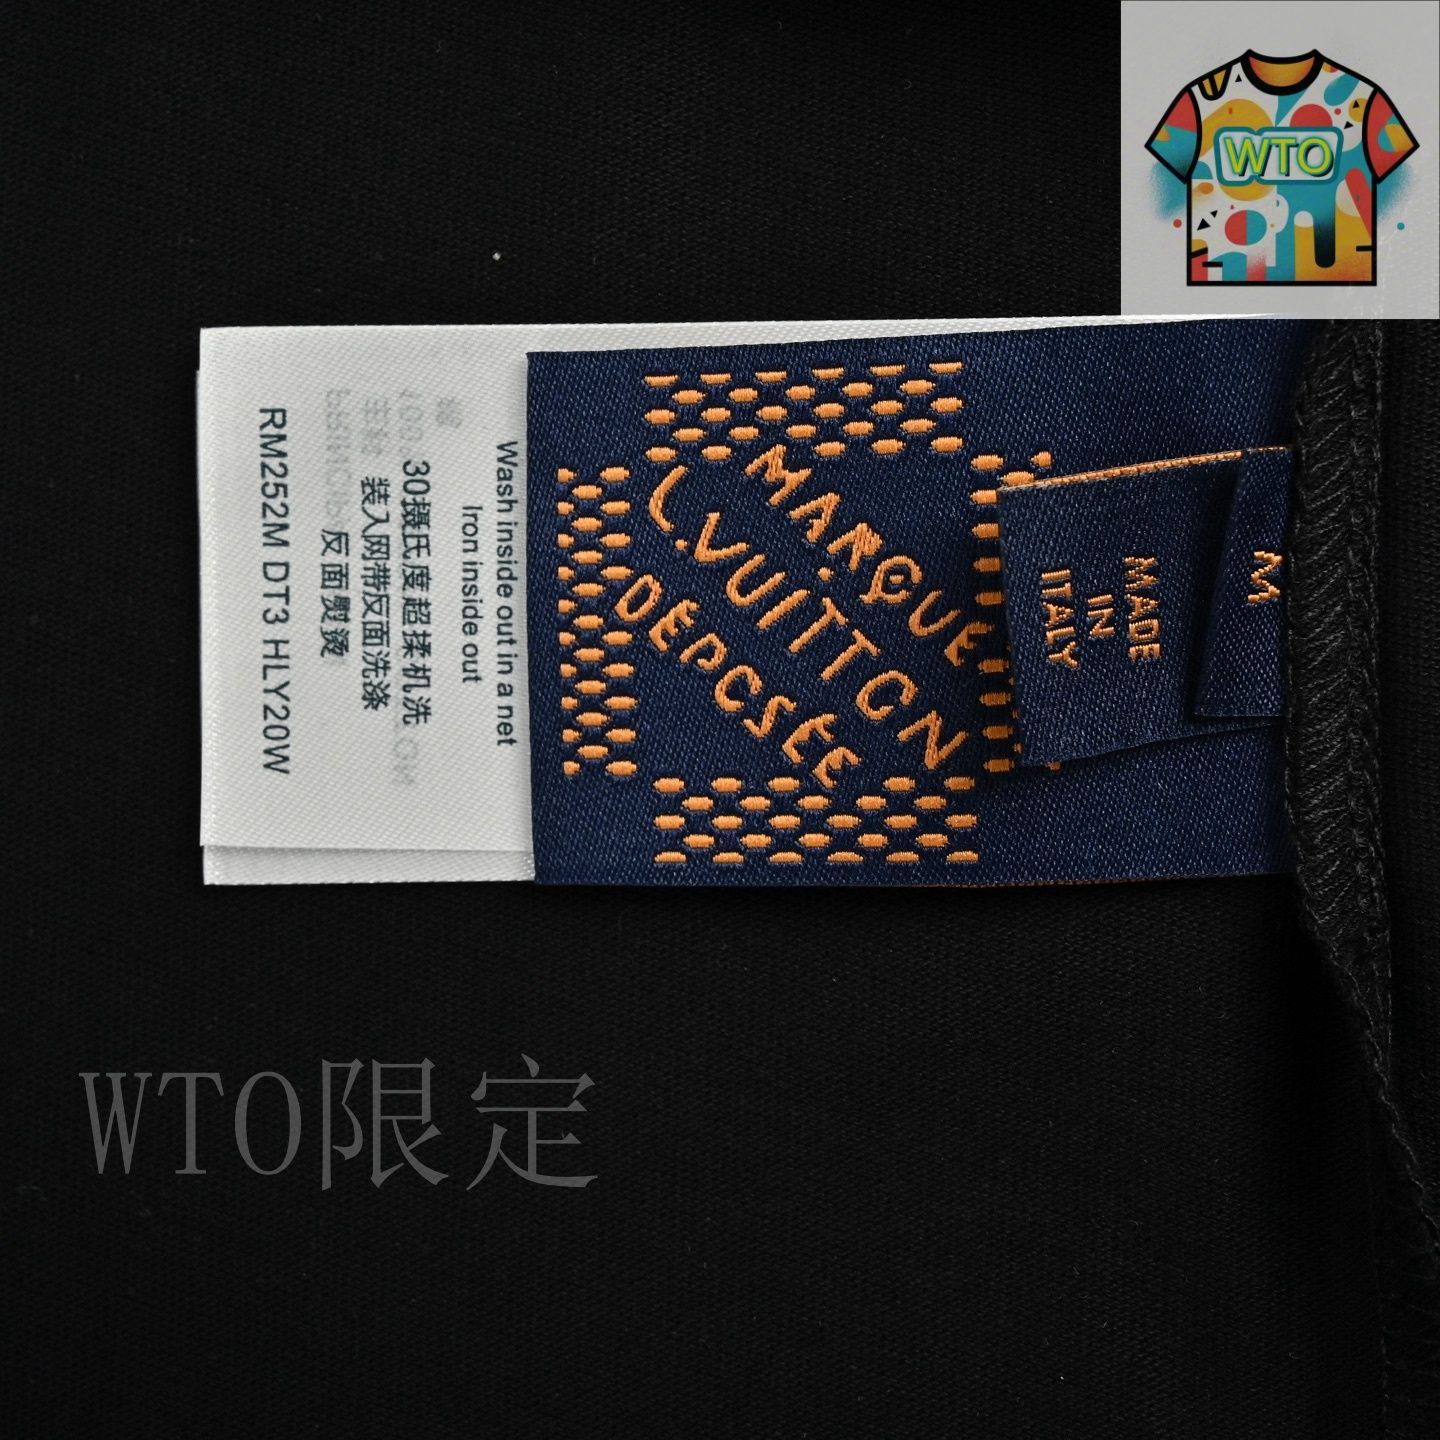 WTO
Wash inside out in a net
Iron inside out
30摄氏度超揉机洗
装入网带反面洗涤
反面熨烫
RM252M DT3 HLY20W
MARQUE
L.VUITTON
DÉPOSÉE
MADE
IN
ITALY
M
WTO限定